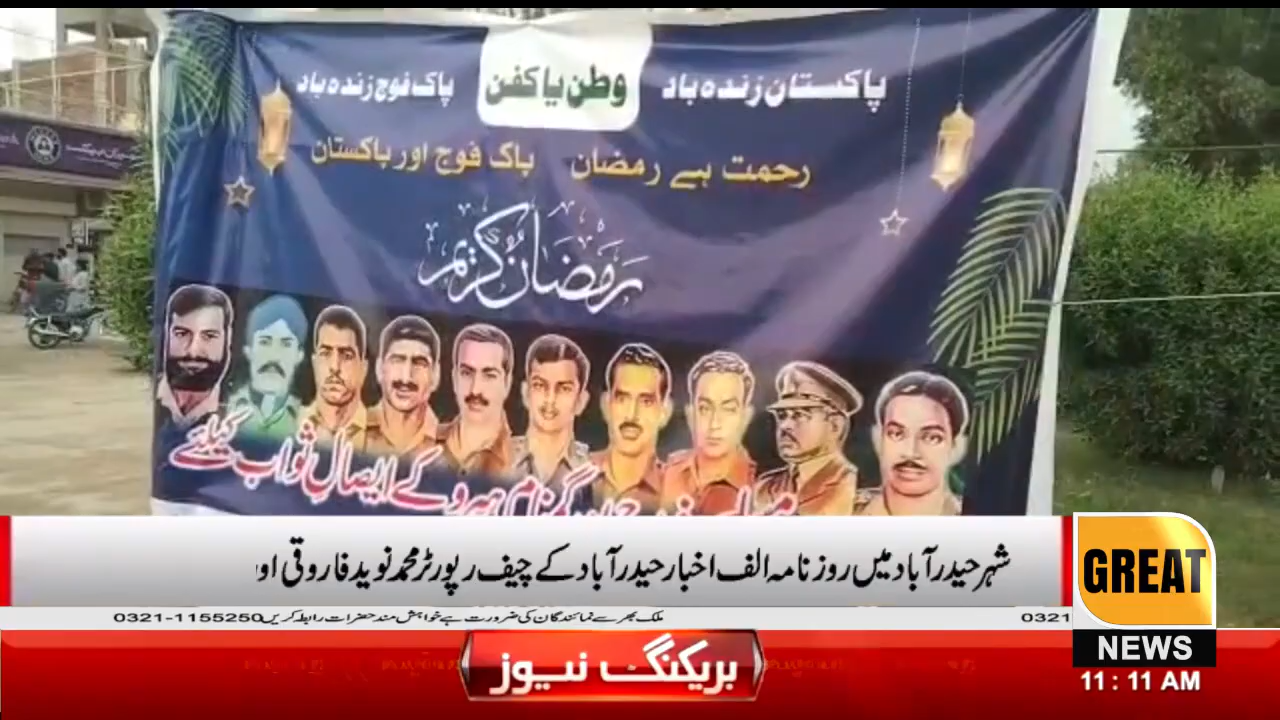 پاکستان زندہ باد
وطن یا کفن
پاک فوج زندہ باد
رحمت ہے رمضان پاک فوج اور پاکستان
رمضان کریم
گمنام ہیرو کے ایصال ثواب کیلئے
شہر حیدرآباد میں روزنامہ الف اخبار حیدرآباد کے چیف رپورٹر محمد نوید فاروقی او
ملک بھر سے نمائندگان کی ضرورت ہے خواہش مند حضرات رابطہ کریں 0321-1155250
0321
بریکنگ نیوز
GREAT
NEWS
11 : 11 AM